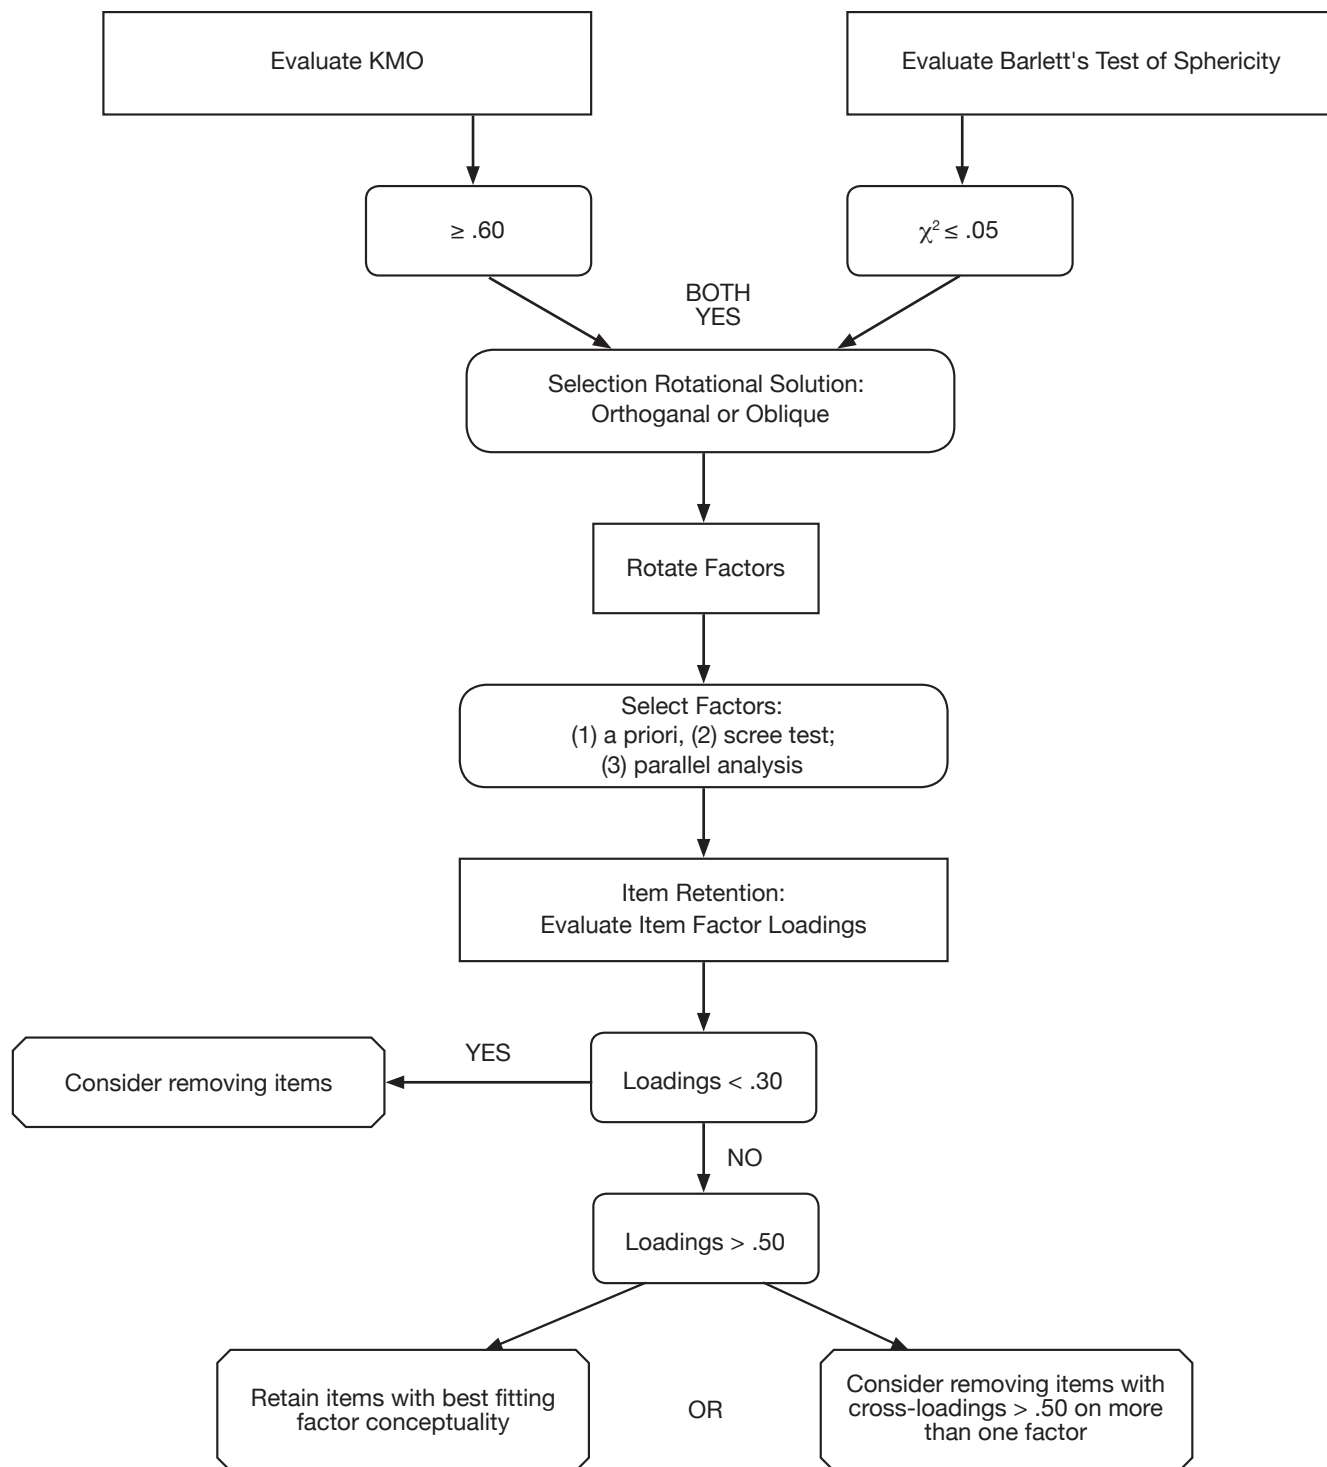 Evaluate KMO
Evaluate Barlett's Test of Sphericity
≥ .60
χ² ≤ .05
BOTH
YES
Selection Rotational Solution:
Orthoganal or Oblique
Rotate Factors
Select Factors:
(1) a priori, (2) scree test;
(3) parallel analysis
Item Retention:
Evaluate Item Factor Loadings
YES
Consider removing items
Loadings < .30
NO
Loadings > .50
Retain items with best fitting
factor conceptuality
OR
Consider removing items with
cross-loadings > .50 on more
than one factor